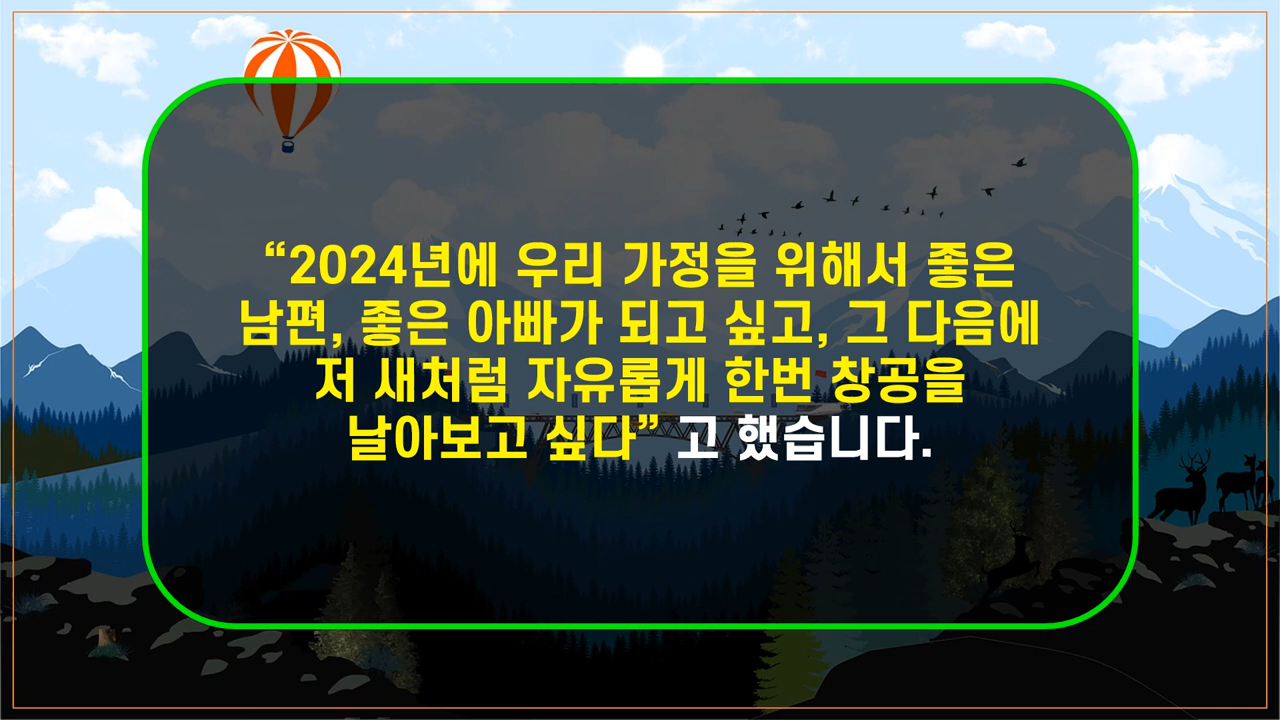 “2024년에 우리 가정을 위해서 좋은
남편, 좋은 아빠가 되고 싶고, 그 다음에
저 새처럼 자유롭게 한번 창공을
날아보고 싶다” 고 했습니다.